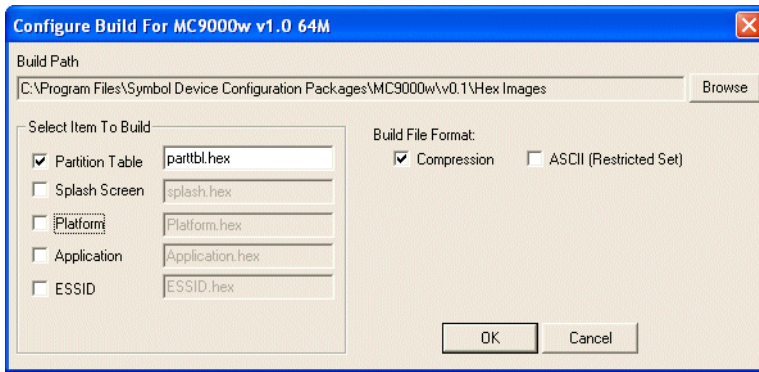 Configure Build For MC9000w v1.0 64M
Build Path
C:\Program Files\Symbol Device Configuration Packages\MC9000w\v0.1\Hex Images
Browse
Select Item To Build
Partition Table parttbl.hex
Splash Screen splash.hex
Platform Platform.hex
Application Application.hex
ESSID ESSID.hex
Build File Format:
Compression ASCII (Restricted Set)
OK Cancel